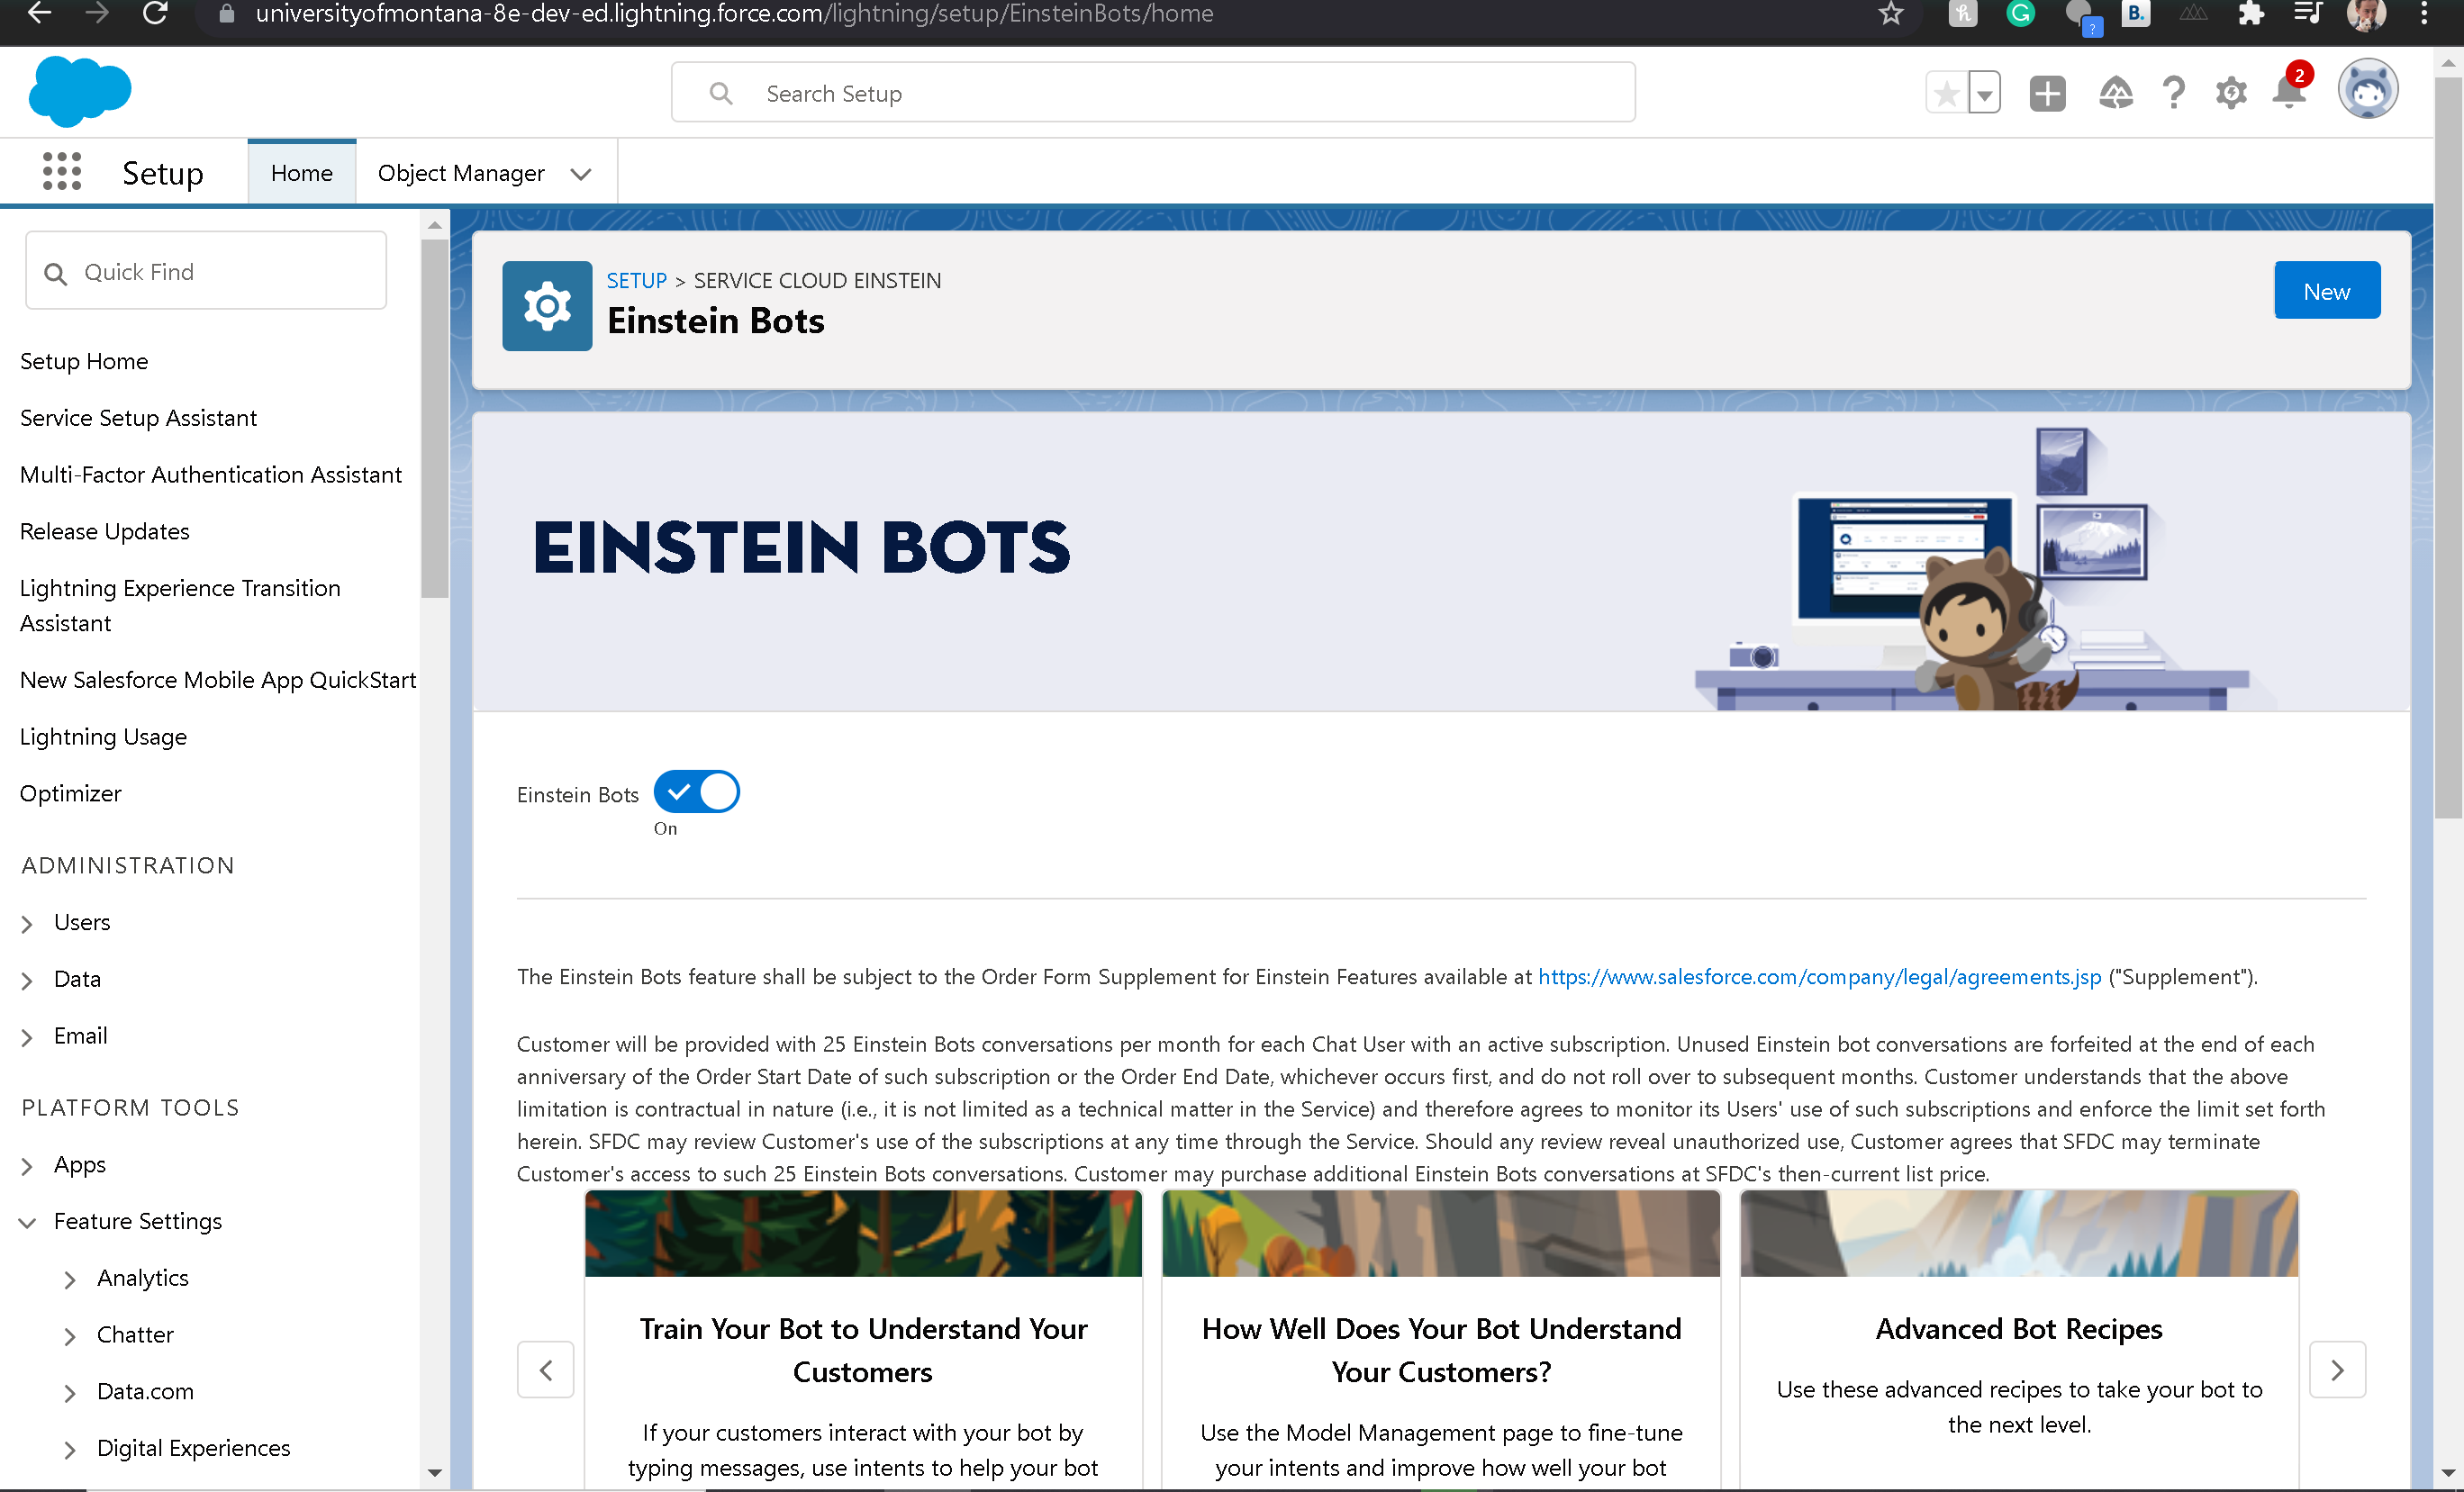 universityofmontana-8e-dev-ed.lightning.force.com/lightning/setup/EinsteinBots/home
B.
?
Search Setup
2
Setup
Home
Object Manager
Quick Find
Setup Home
Service Setup Assistant
Multi-Factor Authentication Assistant
Release Updates
Lightning Experience Transition
Assistant
New Salesforce Mobile App QuickStart
Lightning Usage
Optimizer
ADMINISTRATION
Users
Data
Email
PLATFORM TOOLS
Apps
Feature Settings
Analytics
Chatter
Data.com
Digital Experiences
SETUP > SERVICE CLOUD EINSTEIN
Einstein Bots
New
EINSTEIN BOTS
Einstein Bots
On
The Einstein Bots feature shall be subject to the Order Form Supplement for Einstein Features available at https://www.salesforce.com/company/legal/agreements.jsp ("Supplement").
Customer will be provided with 25 Einstein Bots conversations per month for each Chat User with an active subscription. Unused Einstein bot conversations are forfeited at the end of each
anniversary of the Order Start Date of such subscription or the Order End Date, whichever occurs first, and do not roll over to subsequent months. Customer understands that the above
limitation is contractual in nature (i.e., it is not limited as a technical matter in the Service) and therefore agrees to monitor its Users' use of such subscriptions and enforce the limit set forth
herein. SFDC may review Customer's use of the subscriptions at any time through the Service. Should any review reveal unauthorized use, Customer agrees that SFDC may terminate
Customer's access to such 25 Einstein Bots conversations. Customer may purchase additional Einstein Bots conversations at SFDC's then-current list price.
Train Your Bot to Understand Your
Customers
If your customers interact with your bot by
typing messages, use intents to help your bot
How Well Does Your Bot Understand
Your Customers?
Use the Model Management page to fine-tune
your intents and improve how well your bot
Advanced Bot Recipes
Use these advanced recipes to take your bot to
the next level.